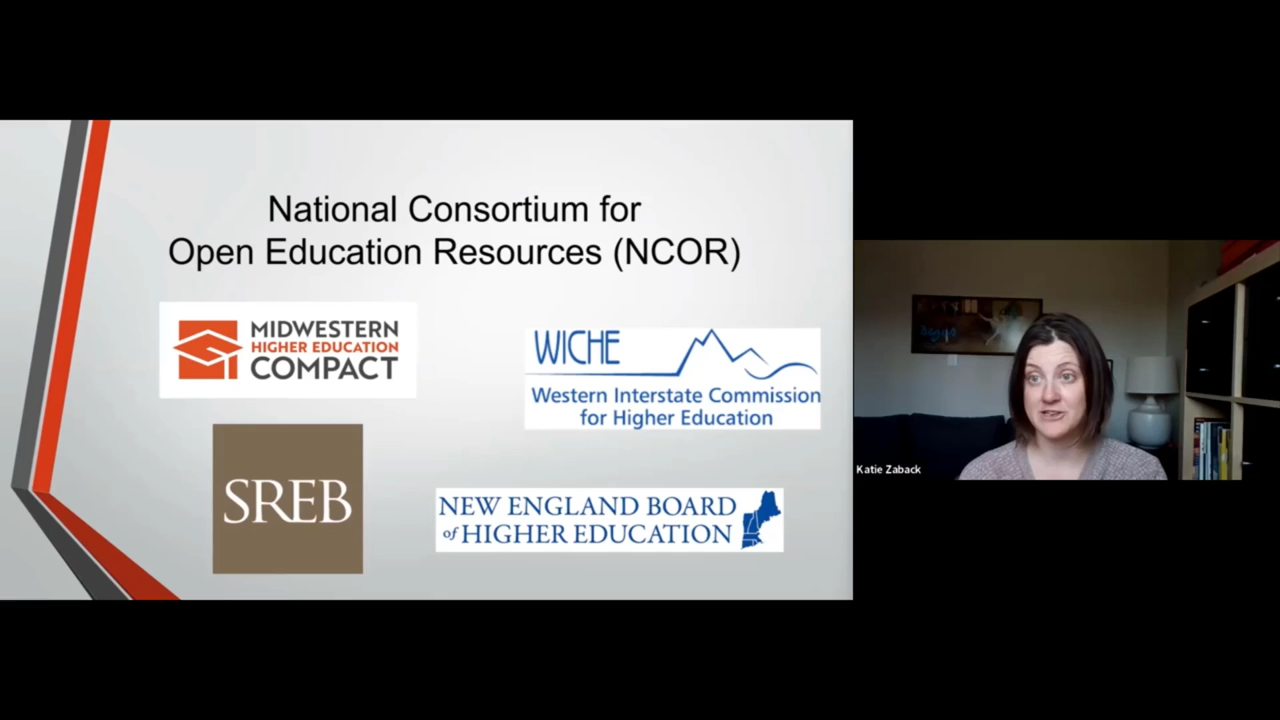 National Consortium for
Open Education Resources (NCOR)
MIDWESTERN
HIGHER EDUCATION
COMPACT
WICHE
Western Interstate Commission
for Higher Education
SREB
NEW ENGLAND BOARD
of HIGHER EDUCATION
Katie Zaback